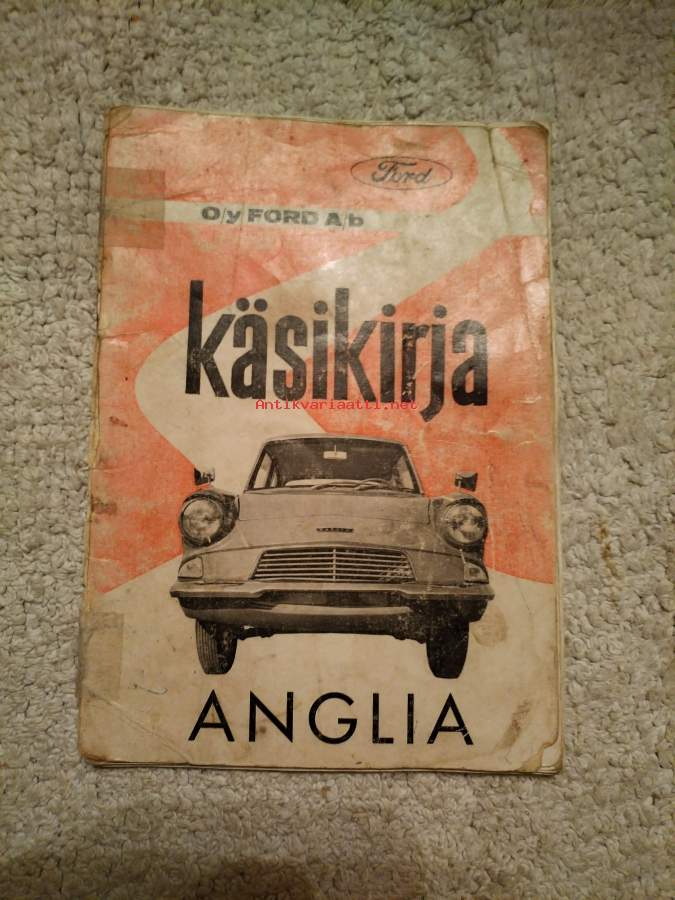 Ford
O/y FORD A/b
käsikirja
Antikvariaatti.net
ANGLIA